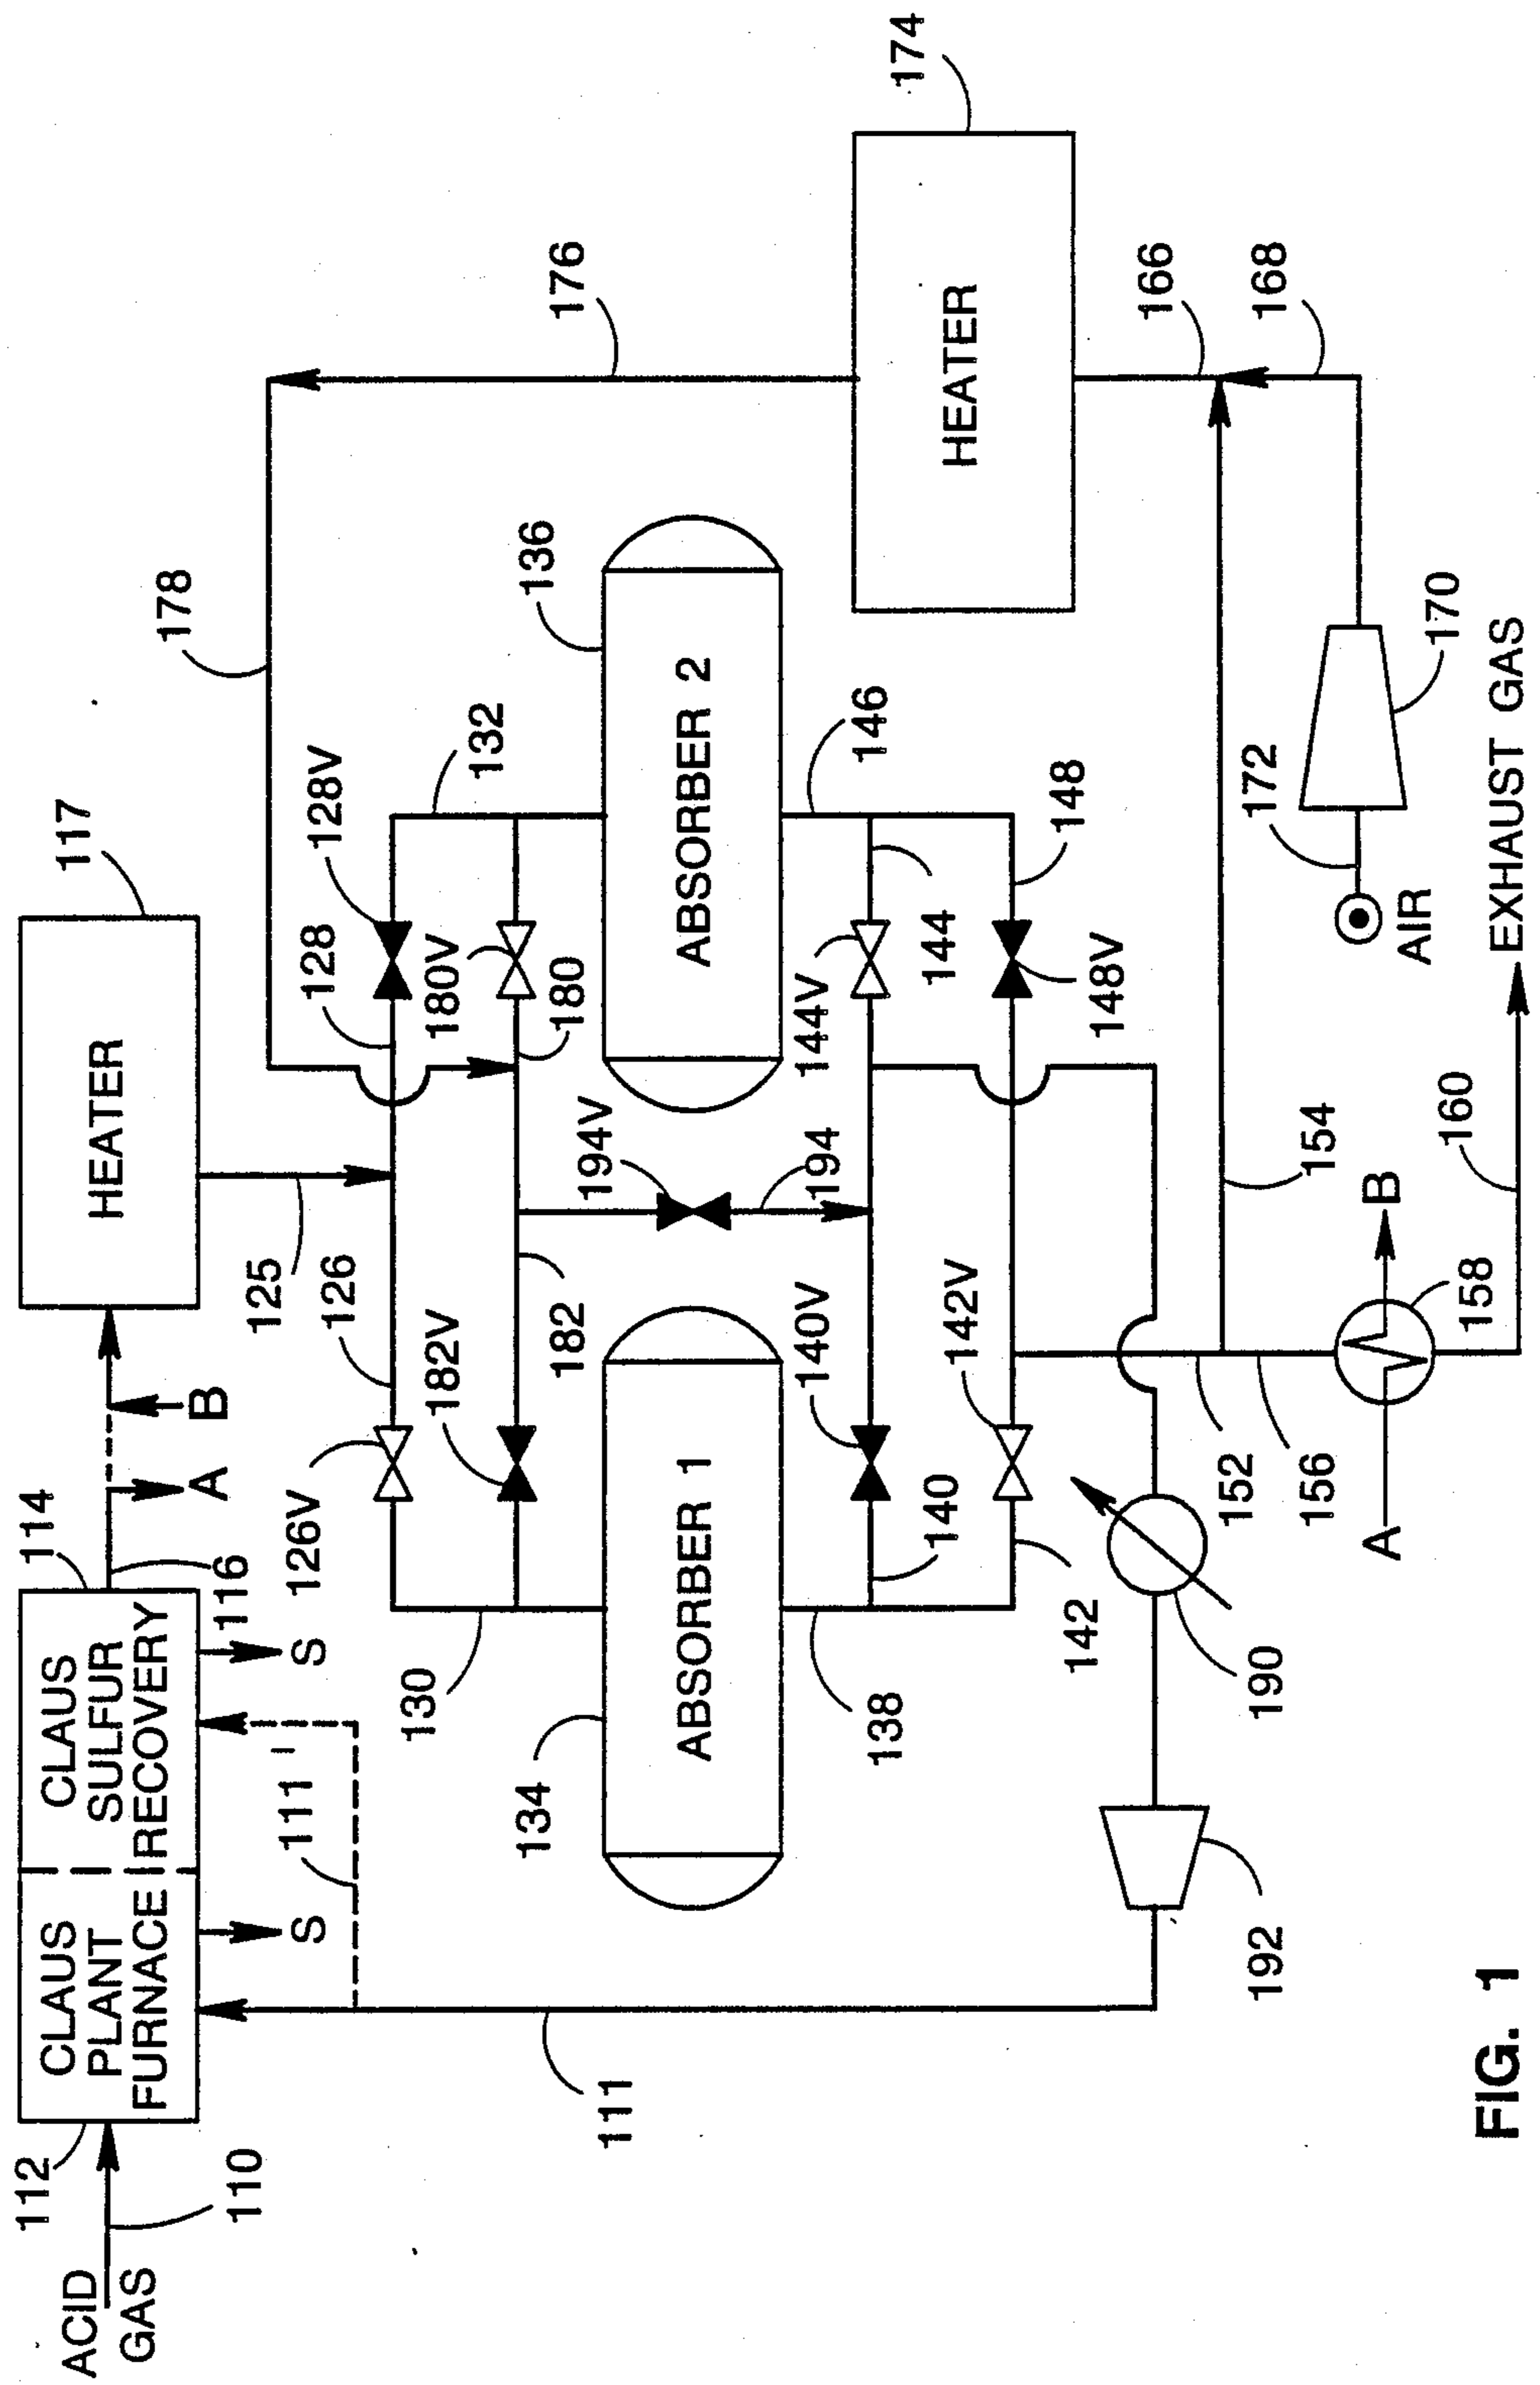 ACID
GAS
110
112
CLAUS
PLANT
FURNACE
CLAUS
SULFUR
RECOVERY
114
116
S
S
A
B
HEATER
117
111
111'
125
126
126V
128
128V
130
132
178
176
182V
182
180V
180
194V
194
134
ABSORBER 1
136
ABSORBER 2
HEATER
174
138
140
140V
142
142V
144V
144
146
148
148V
166
168
192
190
152
156
154
A
B
158
160
EXHAUST GAS
AIR
172
170
FIG. 1